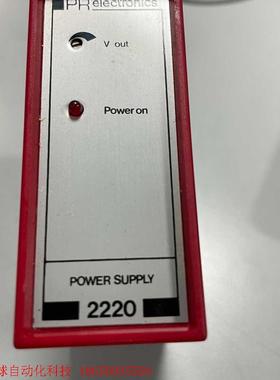 PR electronics
V out
Power on
POWER SUPPLY
2220
球自动化科技